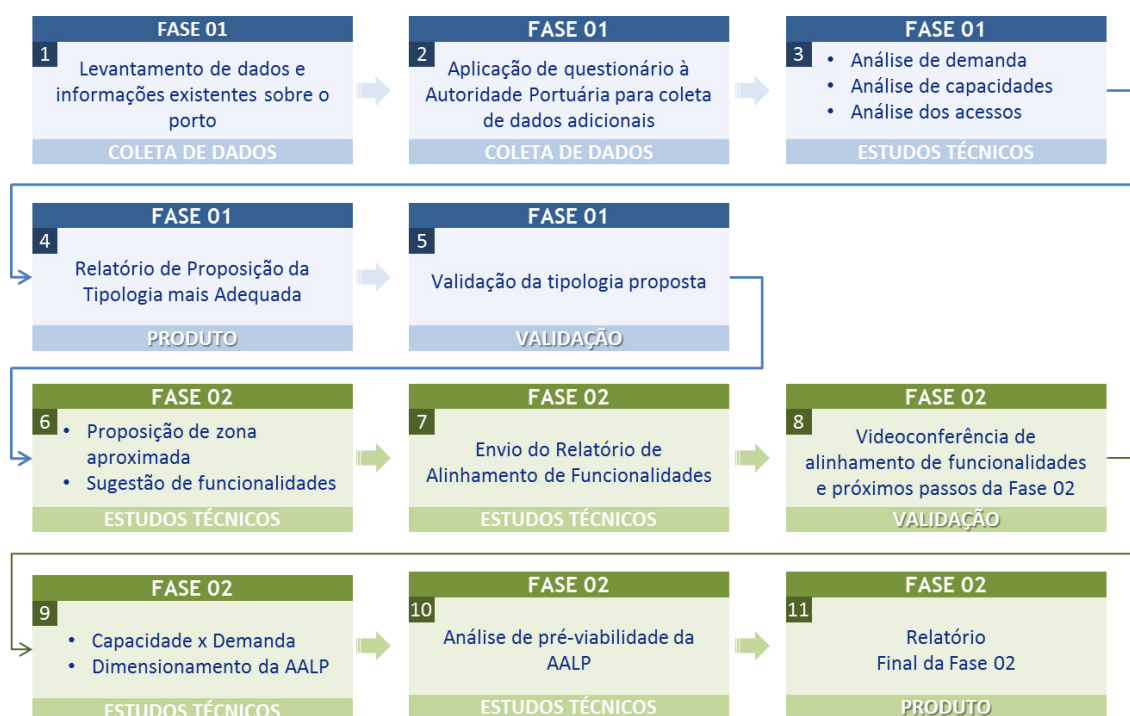 FASE 01
1
Levantamento de dados e
informações existentes sobre o
porto
COLETA DE DADOS
FASE 01
2
Aplicação de questionário à
Autoridade Portuária para coleta
de dados adicionais
COLETA DE DADOS
FASE 01
3
• Análise de demanda
• Análise de capacidades
• Análise dos acessos
ESTUDOS TÉCNICOS
FASE 01
4
Relatório de Proposição da
Tipologia mais Adequada
PRODUTO
FASE 01
5
Validação da tipologia proposta
VALIDAÇÃO
FASE 02
6
• Proposição de zona
aproximada
• Sugestão de funcionalidades
ESTUDOS TÉCNICOS
FASE 02
7
Envio do Relatório de
Alinhamento de Funcionalidades
ESTUDOS TÉCNICOS
FASE 02
8
Videoconferência de
alinhamento de funcionalidades
e próximos passos da Fase 02
VALIDAÇÃO
FASE 02
9
• Capacidade x Demanda
• Dimensionamento da AALP
ESTUDOS TÉCNICOS
FASE 02
10
Análise de pré-viabilidade da
AALP
ESTUDOS TÉCNICOS
FASE 02
11
Relatório
Final da Fase 02
PRODUTO